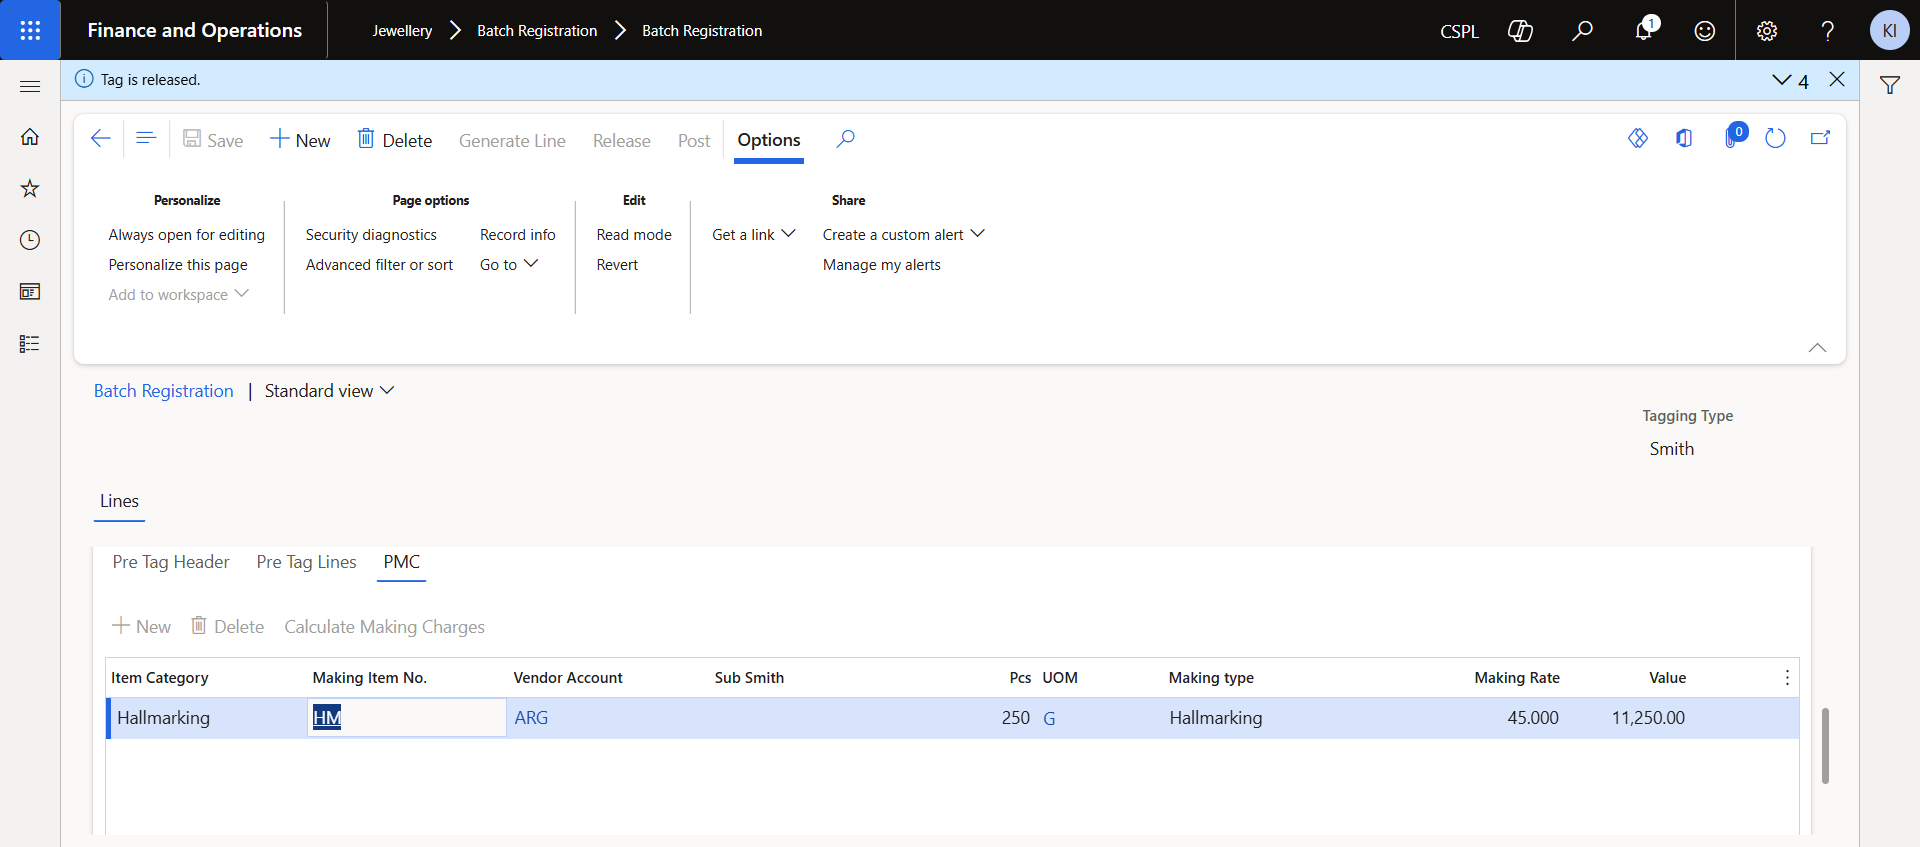 Finance and Operations
Jewellery > Batch Registration > Batch Registration
CSPL
1
?
KI
Tag is released.
4
Save
New
Delete
Generate Line
Release
Post
Options
0
Personalize
Always open for editing
Personalize this page
Add to workspace
Page options
Security diagnostics
Record info
Advanced filter or sort
Go to
Edit
Read mode
Revert
Share
Get a link
Create a custom alert
Manage my alerts
Batch Registration | Standard view
Tagging Type
Smith
Lines
Pre Tag Header
Pre Tag Lines
PMC
New
Delete
Calculate Making Charges
Item Category Making Item No. Vendor Account Sub Smith Pcs UOM Making type Making Rate Value
Hallmarking HM ARG 250 G Hallmarking 45.000 11,250.00